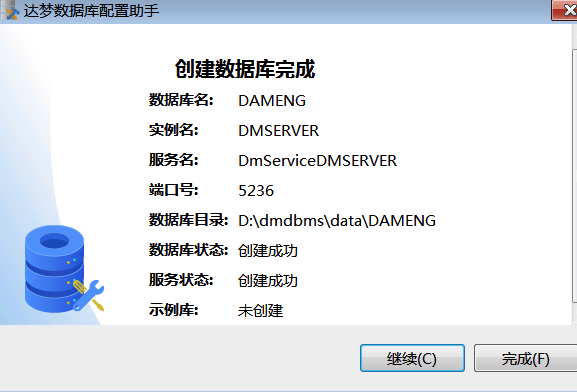 达梦数据库配置助手
创建数据库完成
数据库名: DAMENG
实例名: DMSERVER
服务名: DmServiceDMSERVER
端口号: 5236
数据库目录: D:\dmdbms\data\DAMENG
数据库状态: 创建成功
服务状态: 创建成功
示例库: 未创建
继续(C) 完成(F)